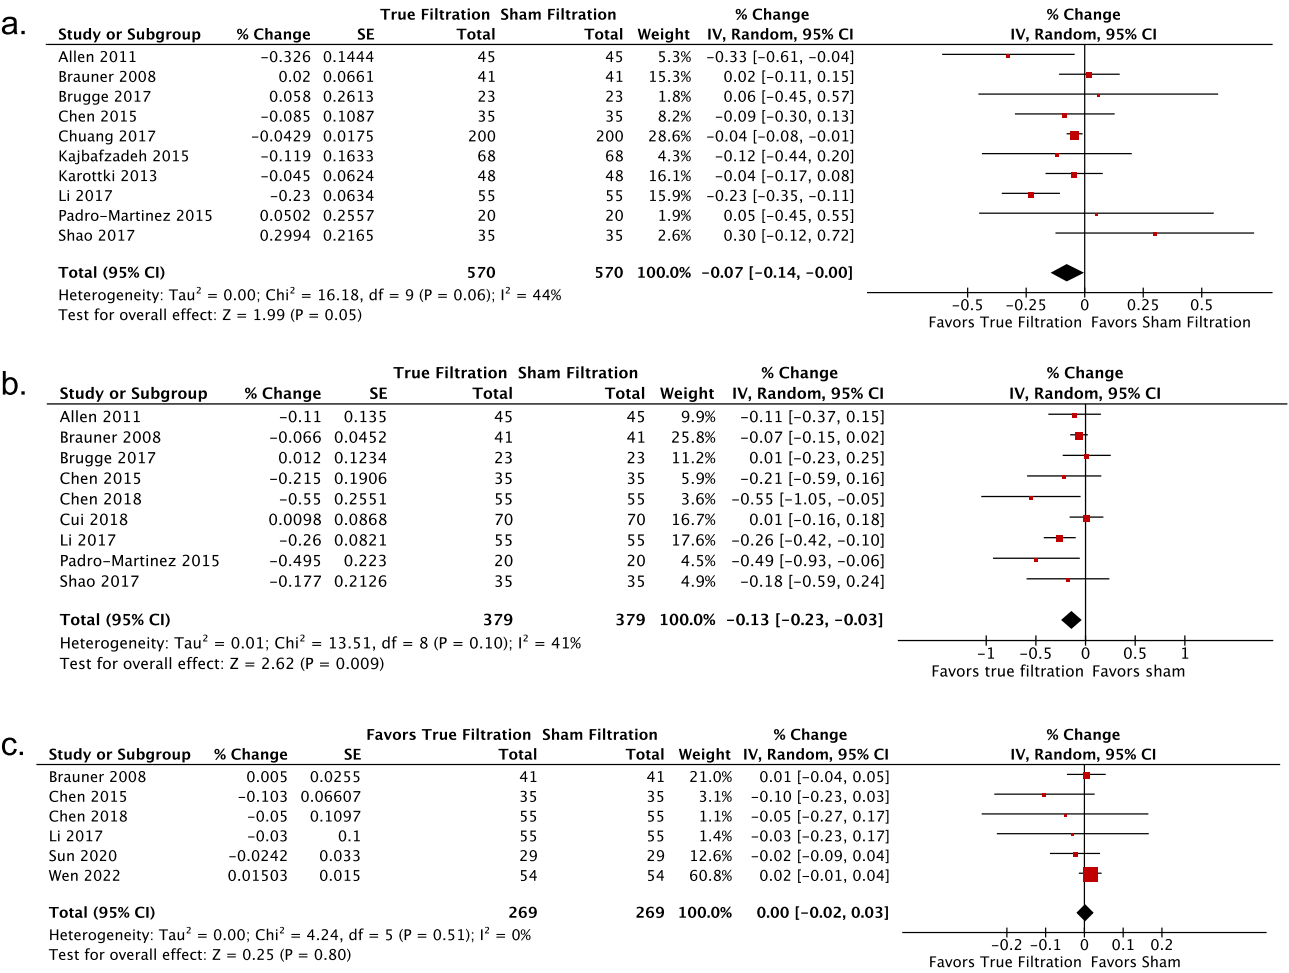 a.
True Filtration Sham Filtration % Change % Change
Study or Subgroup % Change SE Total Total Weight IV, Random, 95% CI IV, Random, 95% CI
Allen 2011 −0.326 0.1444 45 45 5.3% −0.33 [−0.61, −0.04]
Brauner 2008 0.02 0.0661 41 41 15.3% 0.02 [−0.11, 0.15]
Brugge 2017 0.058 0.2613 23 23 1.8% 0.06 [−0.45, 0.57]
Chen 2015 −0.085 0.1087 35 35 8.2% −0.09 [−0.30, 0.13]
Chuang 2017 −0.0429 0.0175 200 200 28.6% −0.04 [−0.08, −0.01]
Kajbafzadeh 2015 −0.119 0.1633 68 68 4.3% −0.12 [−0.44, 0.20]
Karottki 2013 −0.045 0.0624 48 48 16.1% −0.04 [−0.17, 0.08]
Li 2017 −0.23 0.0634 55 55 15.9% −0.23 [−0.35, −0.11]
Padro−Martinez 2015 0.0502 0.2557 20 20 1.9% 0.05 [−0.45, 0.55]
Shao 2017 0.2994 0.2165 35 35 2.6% 0.30 [−0.12, 0.72]
Total (95% CI) 570 570 100.0% −0.07 [−0.14, −0.00]
Heterogeneity: Tau² = 0.00; Chi² = 16.18, df = 9 (P = 0.06); I² = 44%
Test for overall effect: Z = 1.99 (P = 0.05)
−0.5 −0.25 0 0.25 0.5
Favors True Filtration Favors Sham Filtration
b.
True Filtration Sham Filtration % Change % Change
Study or Subgroup % Change SE Total Total Weight IV, Random, 95% CI IV, Random, 95% CI
Allen 2011 −0.11 0.135 45 45 9.9% −0.11 [−0.37, 0.15]
Brauner 2008 −0.066 0.0452 41 41 25.8% −0.07 [−0.15, 0.02]
Brugge 2017 0.012 0.1234 23 23 11.2% 0.01 [−0.23, 0.25]
Chen 2015 −0.215 0.1906 35 35 5.9% −0.21 [−0.59, 0.16]
Chen 2018 −0.55 0.2551 55 55 3.6% −0.55 [−1.05, −0.05]
Cui 2018 0.0098 0.0868 70 70 16.7% 0.01 [−0.16, 0.18]
Li 2017 −0.26 0.0821 55 55 17.6% −0.26 [−0.42, −0.10]
Padro−Martinez 2015 −0.495 0.223 20 20 4.5% −0.49 [−0.93, −0.06]
Shao 2017 −0.177 0.2126 35 35 4.9% −0.18 [−0.59, 0.24]
Total (95% CI) 379 379 100.0% −0.13 [−0.23, −0.03]
Heterogeneity: Tau² = 0.01; Chi² = 13.51, df = 8 (P = 0.10); I² = 41%
Test for overall effect: Z = 2.62 (P = 0.009)
−1 −0.5 0 0.5 1
Favors true filtration Favors sham
c.
Favors True Filtration Sham Filtration % Change % Change
Study or Subgroup % Change SE Total Total Weight IV, Random, 95% CI IV, Random, 95% CI
Brauner 2008 0.005 0.0255 41 41 21.0% 0.01 [−0.04, 0.05]
Chen 2015 −0.103 0.06607 35 35 3.1% −0.10 [−0.23, 0.03]
Chen 2018 −0.05 0.1097 55 55 1.1% −0.05 [−0.27, 0.17]
Li 2017 −0.03 0.1 55 55 1.4% −0.03 [−0.23, 0.17]
Sun 2020 −0.0242 0.033 29 29 12.6% −0.02 [−0.09, 0.04]
Wen 2022 0.01503 0.015 54 54 60.8% 0.02 [−0.01, 0.04]
Total (95% CI) 269 269 100.0% 0.00 [−0.02, 0.03]
Heterogeneity: Tau² = 0.00; Chi² = 4.24, df = 5 (P = 0.51); I² = 0%
Test for overall effect: Z = 0.25 (P = 0.80)
−0.2 −0.1 0 0.1 0.2
Favors True Filtration Favors Sham